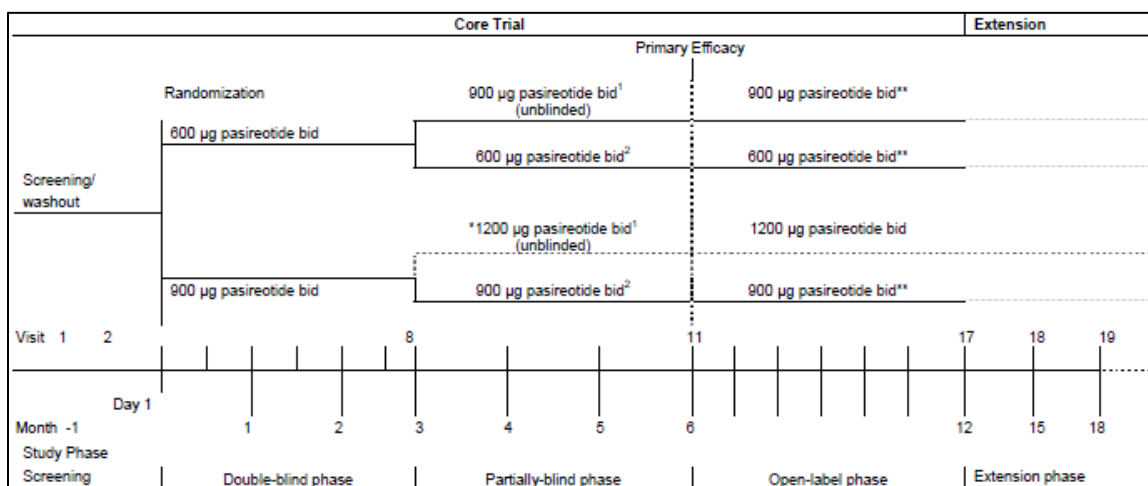 Core Trial Extension
Primary Efficacy
Randomization
900 µg pasireotide bid¹ 900 µg pasireotide bid**
(unblinded)
600 µg pasireotide bid
600 µg pasireotide bid² 600 µg pasireotide bid**
Screening/
washout
*1200 µg pasireotide bid¹ 1200 µg pasireotide bid
(unblinded)
900 µg pasireotide bid 900 µg pasireotide bid² 900 µg pasireotide bid**
Visit 1 2 8 11 17 18 19
Day 1
Month -1 1 2 3 4 5 6 12 15 18
Study Phase
Screening Double-blind phase Partially-blind phase Open-label phase Extension phase